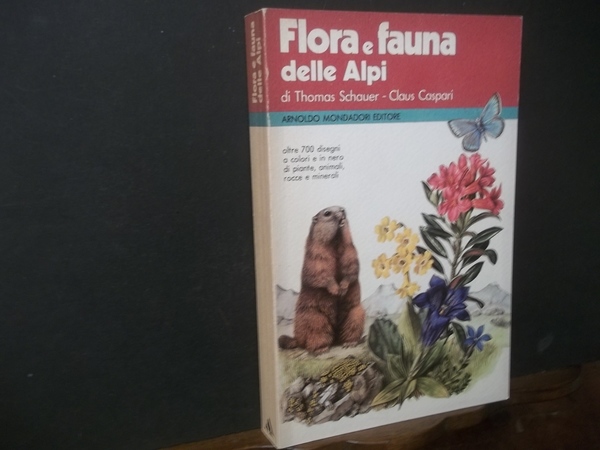 Flora e fauna
delle Alpi
di Thomas Schauer - Claus Caspari
ARNOLDO MONDADORI EDITORE
oltre 700 disegni
a colori e in nero
di piante, animali,
rocce e minerali
Flora e fauna
delle Alpi